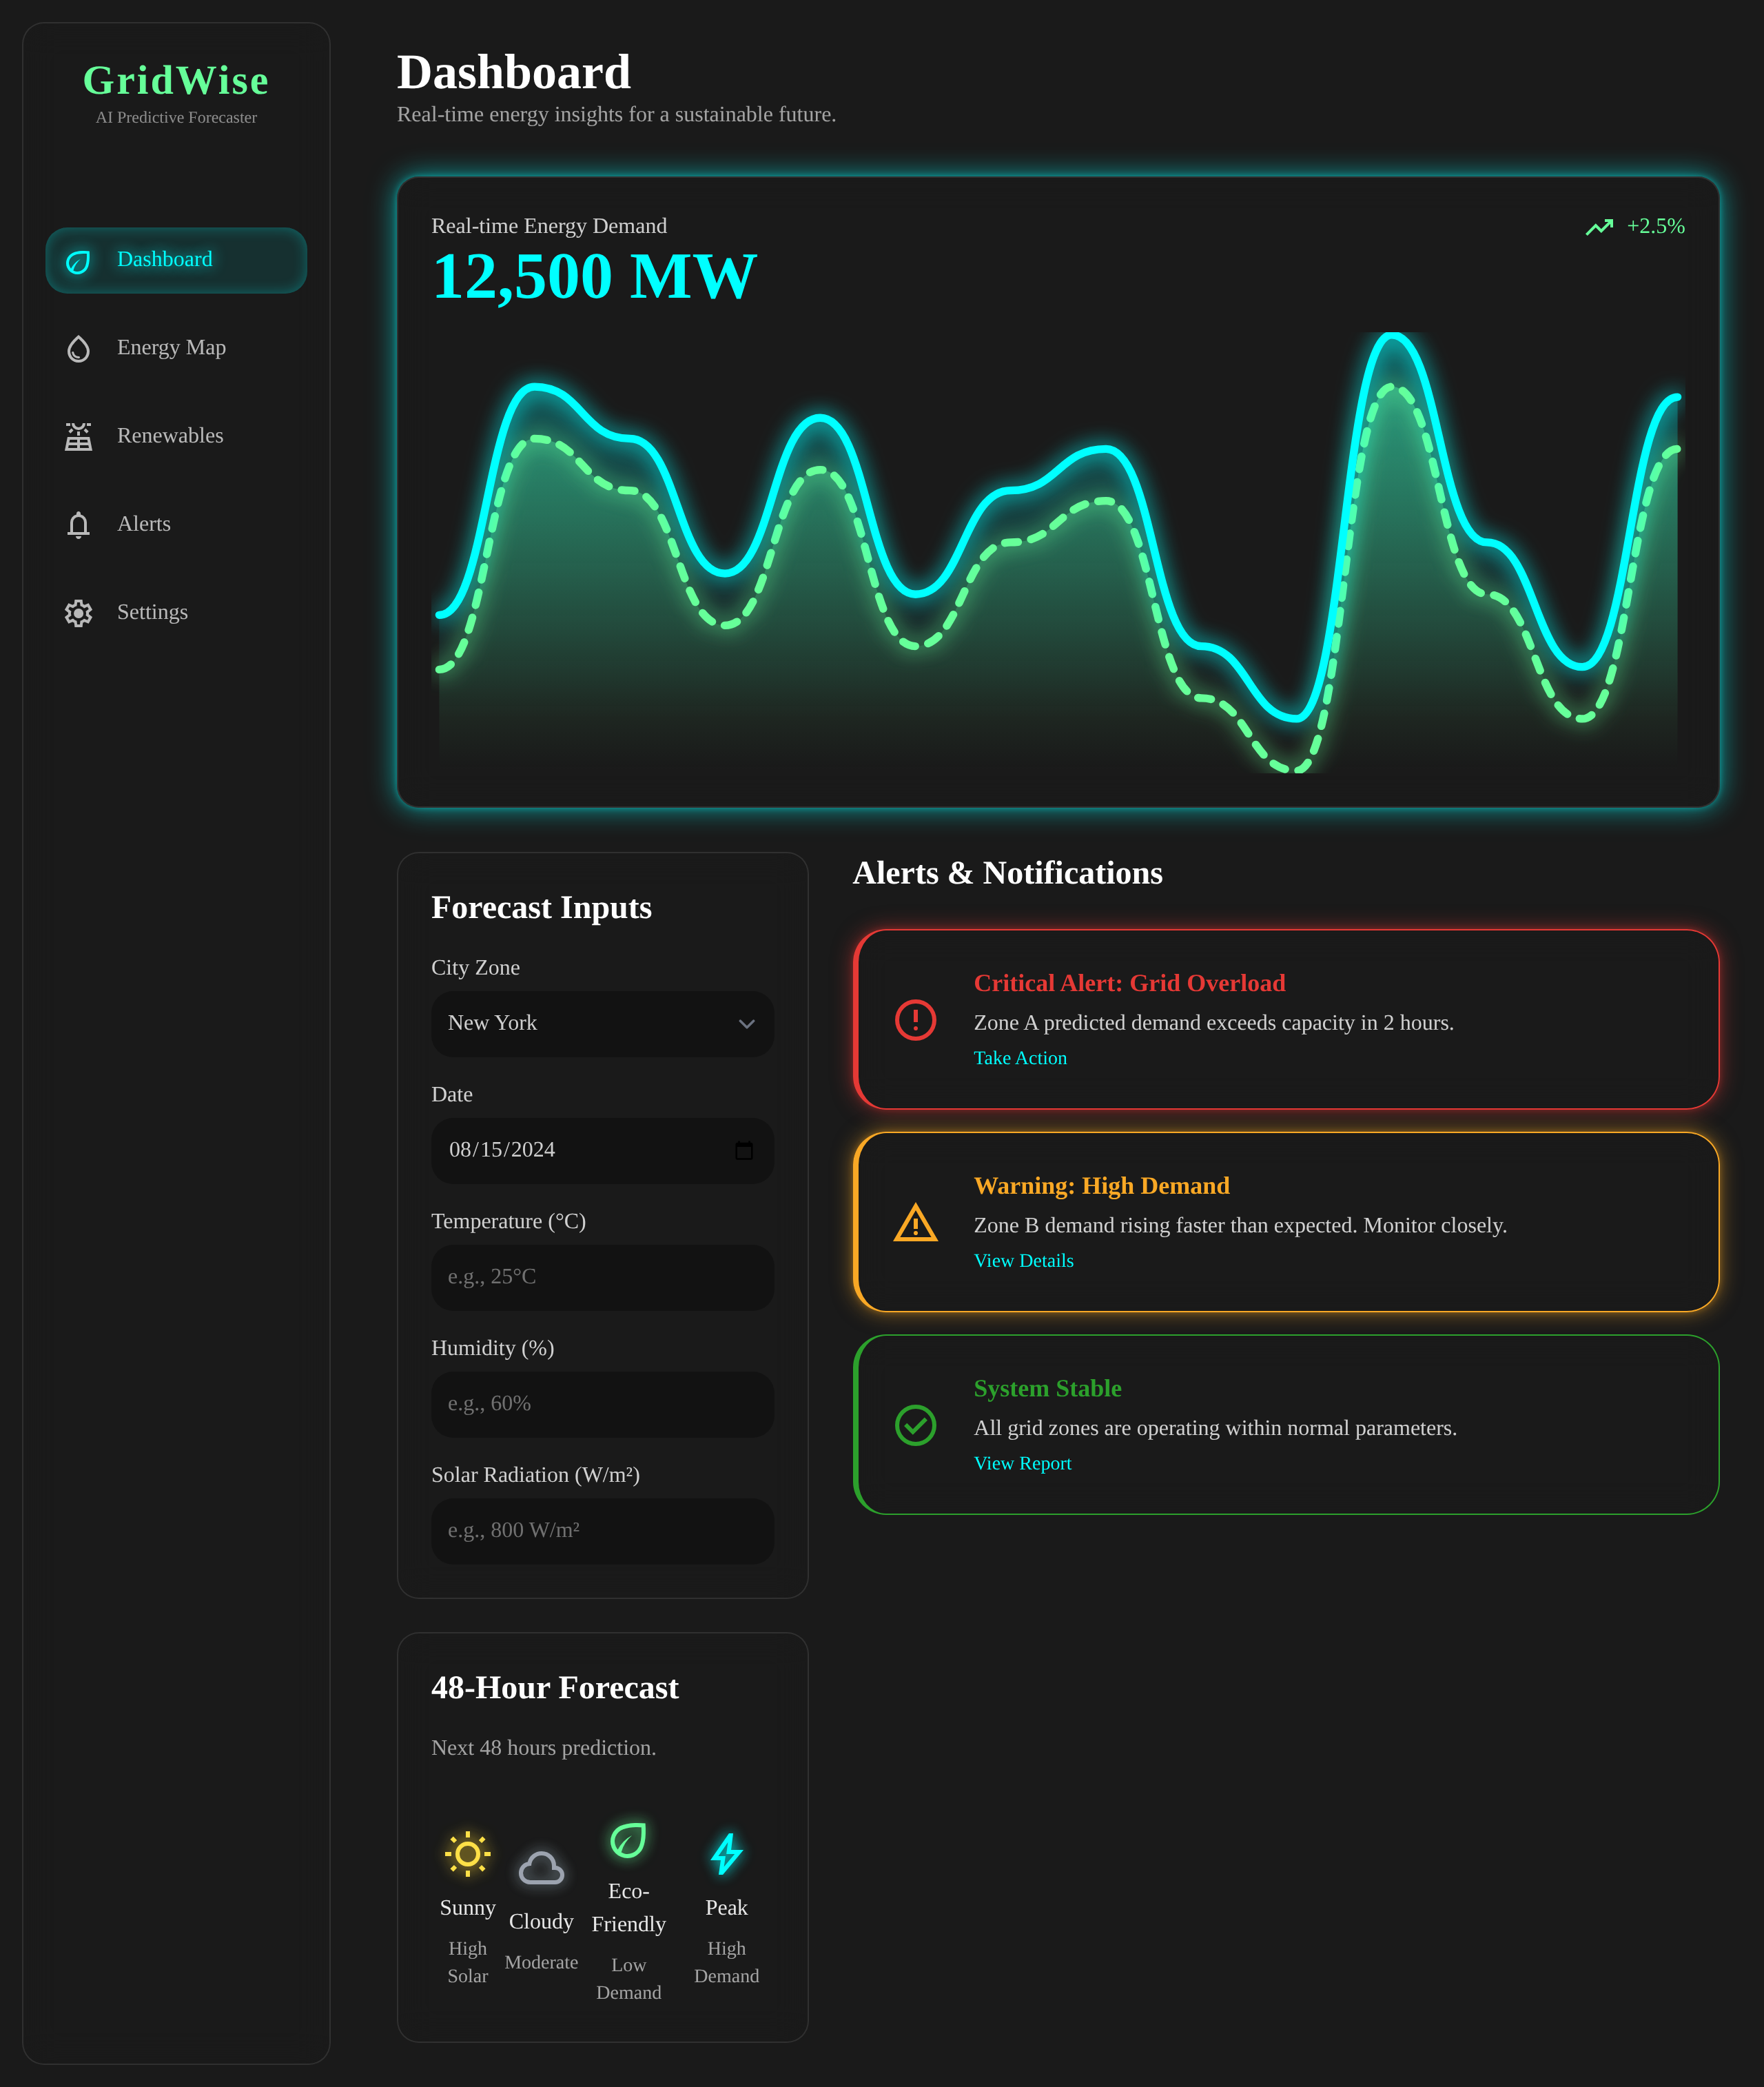 GridWise
AI Predictive Forecaster
Dashboard
Energy Map
Renewables
Alerts
Settings
Dashboard
Real-time energy insights for a sustainable future.
Real-time Energy Demand
+2.5%
12,500 MW
Forecast Inputs
City Zone
New York
Date
08/15/2024
Temperature (°C)
e.g., 25°C
Humidity (%)
e.g., 60%
Solar Radiation (W/m²)
e.g., 800 W/m²
Alerts & Notifications
Critical Alert: Grid Overload
Zone A predicted demand exceeds capacity in 2 hours.
Take Action
Warning: High Demand
Zone B demand rising faster than expected. Monitor closely.
View Details
System Stable
All grid zones are operating within normal parameters.
View Report
48-Hour Forecast
Next 48 hours prediction.
Sunny
High
Solar
Cloudy
Moderate
Eco-
Friendly
Low
Demand
Peak
High
Demand